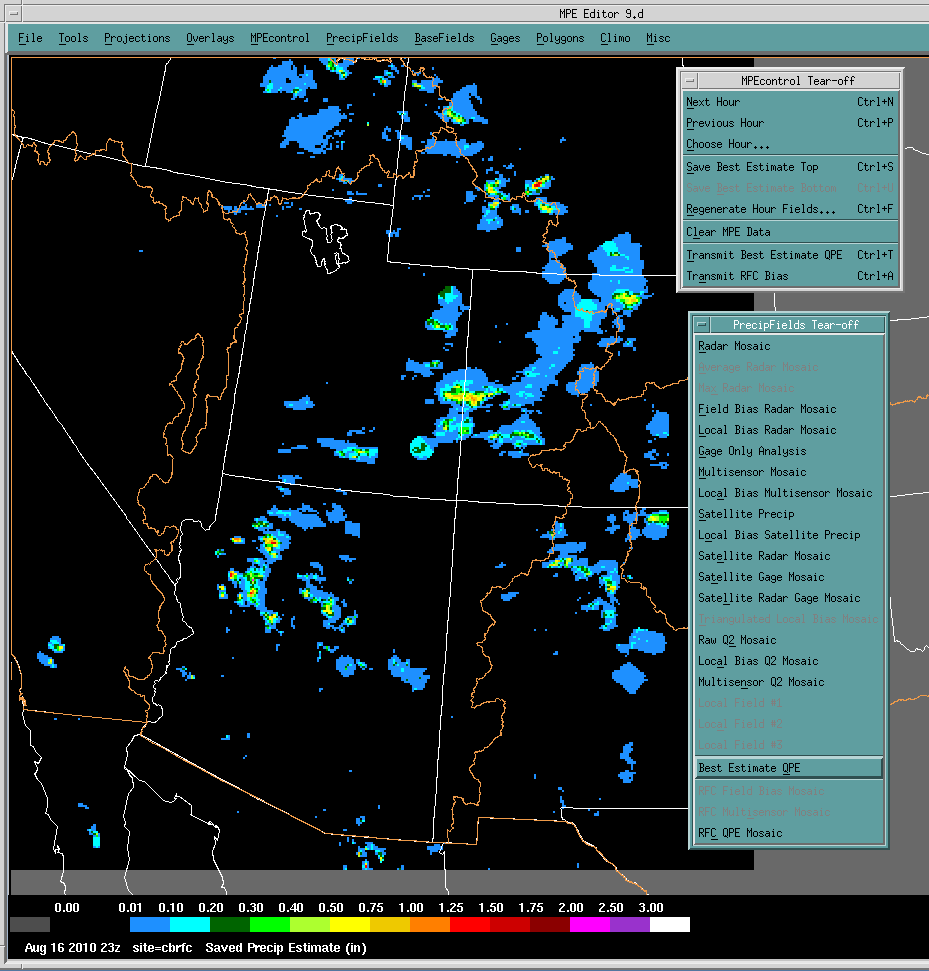 MPE Editor 9.d
File Tools Projections Overlays MPEcontrol PrecipFields BaseFields Gages Polygons Climo Misc
MPEcontrol Tear-off
Next Hour Ctrl+N
Previous Hour Ctrl+P
Choose Hour...
Save Best Estimate Top Ctrl+S
Save Best Estimate Bottom Ctrl+U
Regenerate Hour Fields... Ctrl+F
Clear MPE Data
Transmit Best Estimate QPE Ctrl+T
Transmit RFC Bias Ctrl+A
PrecipFields Tear-off
Radar Mosaic
Average Radar Mosaic
Max Radar Mosaic
Field Bias Radar Mosaic
Local Bias Radar Mosaic
Gage Only Analysis
Multisensor Mosaic
Local Bias Multisensor Mosaic
Satellite Precip
Local Bias Satellite Precip
Satellite Radar Mosaic
Satellite Gage Mosaic
Satellite Radar Gage Mosaic
Triangulated Local Bias Mosaic
Raw Q2 Mosaic
Local Bias Q2 Mosaic
Multisensor Q2 Mosaic
Local Field #1
Local Field #2
Local Field #3
Best Estimate QPE
RFC Field Bias Mosaic
RFC Multisensor Mosaic
RFC QPE Mosaic
0.00 0.01 0.10 0.20 0.30 0.40 0.50 0.75 1.00 1.25 1.50 1.75 2.00 2.50 3.00
Aug 16 2010 23z site=cbrfc Saved Precip Estimate (in)